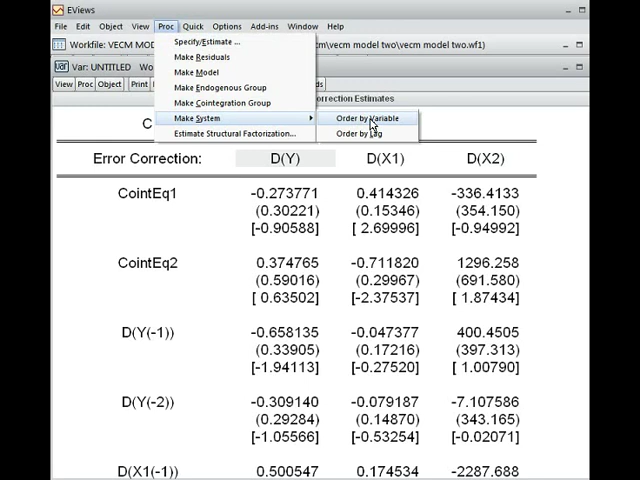 EViews
File Edit Object View Proc Quick Options Add-ins Window Help
Workfile: VECM MOD tm\vecm model two\vecm model two.wf1)
Var: UNTITLED Wo
View Proc Object Print
Specify/Estimate ...
Make Residuals
Make Model
Make Endogenous Group
Make Cointegration Group
Make System
Estimate Structural Factorization...
Order by Variable
Order by Lag
orrection Estimates
C
Error Correction: D(Y) D(X1) D(X2)
CointEq1 -0.273771 0.414326 -336.4133
(0.30221) (0.15346) (354.150)
[-0.90588] [ 2.69996] [-0.94992]
CointEq2 0.374765 -0.711820 1296.258
(0.59016) (0.29967) (691.580)
[ 0.63502] [-2.37537] [ 1.87434]
D(Y(-1)) -0.658135 -0.047377 400.4505
(0.33905) (0.17216) (397.313)
[-1.94113] [-0.27520] [ 1.00790]
D(Y(-2)) -0.309140 -0.079187 -7.107586
(0.29284) (0.14870) (343.165)
[-1.05566] [-0.53254] [-0.02071]
D(X1(-1)) 0.500547 0.174534 -2287.688